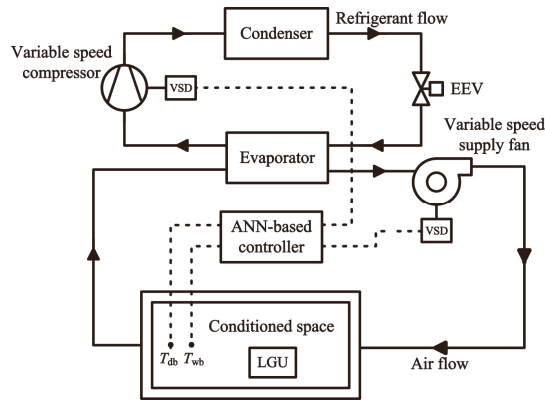 Refrigerant flow
Condenser
Variable speed
compressor
VSD
EEV
Variable speed
supply fan
Evaporator
ANN-based
controller
VSD
Conditioned space
Tdb
Twb
LGU
Air flow